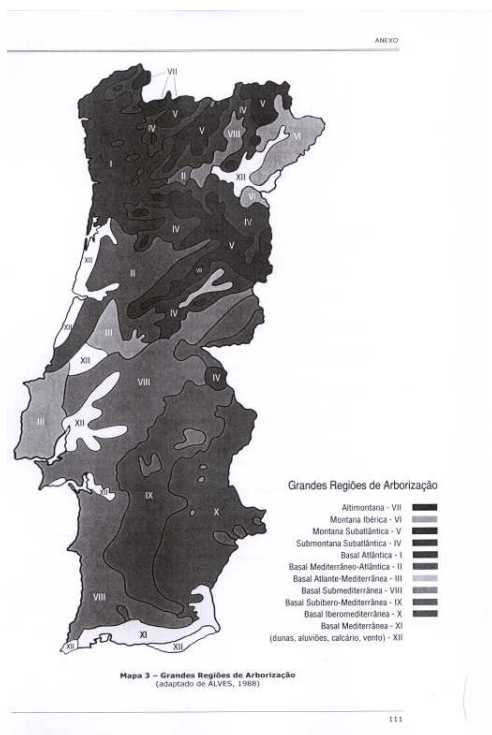 ANEXO
VII
V
IV
V
IV
V
VIII
VI
I
II
XII
VI
IV
IV
V
XII
II
VII
IV
XII
III
XII
VIII
IV
III
XII
XII
IX
X
VIII
XI
XII
XII
Grandes Regiões de Arborização
Altimontana - VII
Montana Ibérica - VI
Montana Subatlântica - V
Submontana Subatlântica - IV
Basal Atlântica - I
Basal Mediterrâneo-Atlântica - II
Basal Atlante-Mediterrânea - III
Basal Submediterrânea - VIII
Basal Subibero-Mediterrânea - IX
Basal Iberomediterrânea - X
Basal Mediterrânea - XI
(dunas, aluviões, calcário, vento) - XII
Mapa 3 – Grandes Regiões de Arborização
(adaptado de ALVES, 1988)
111